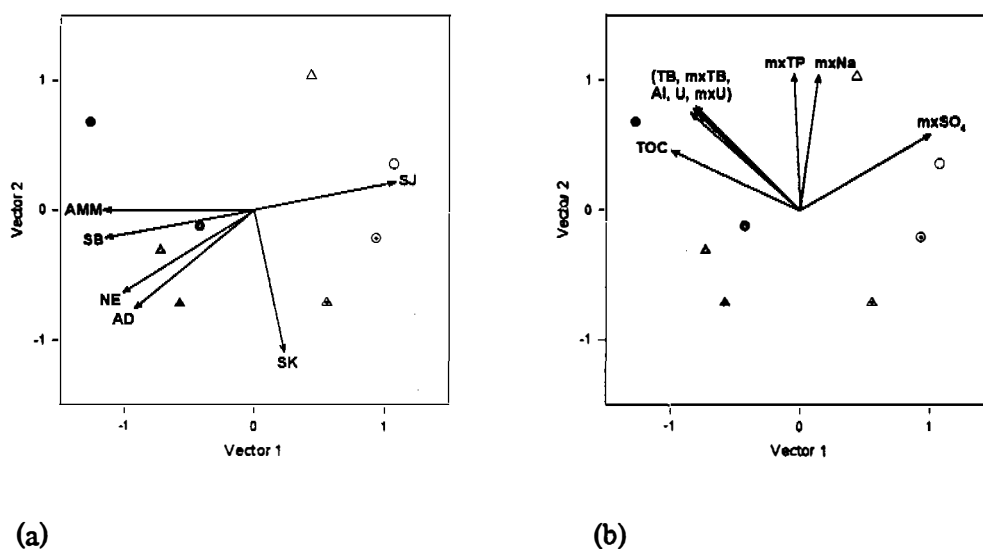 1
0
-1
Vector 2
AMM
SB
NE
AD
SK
SJ
-1
0
1
Vector 1
(a)
1
0
-1
Vector 2
(TB, mxTB,
Al, U, mxU)
TOC
mxTP
mxNa
mxSO₄
-1
0
1
Vector 1
(b)